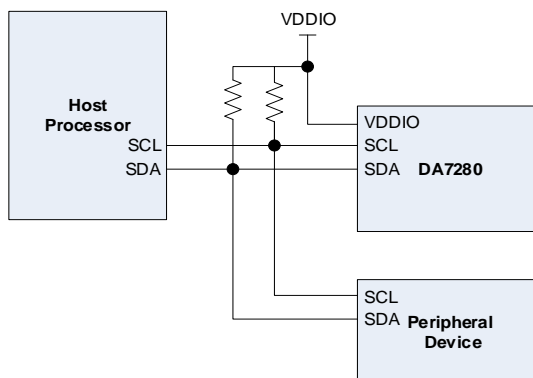 VDDIO
Host
Processor
SCL
SDA
VDDIO
SCL
SDA DA7280
SCL
SDA Peripheral
Device